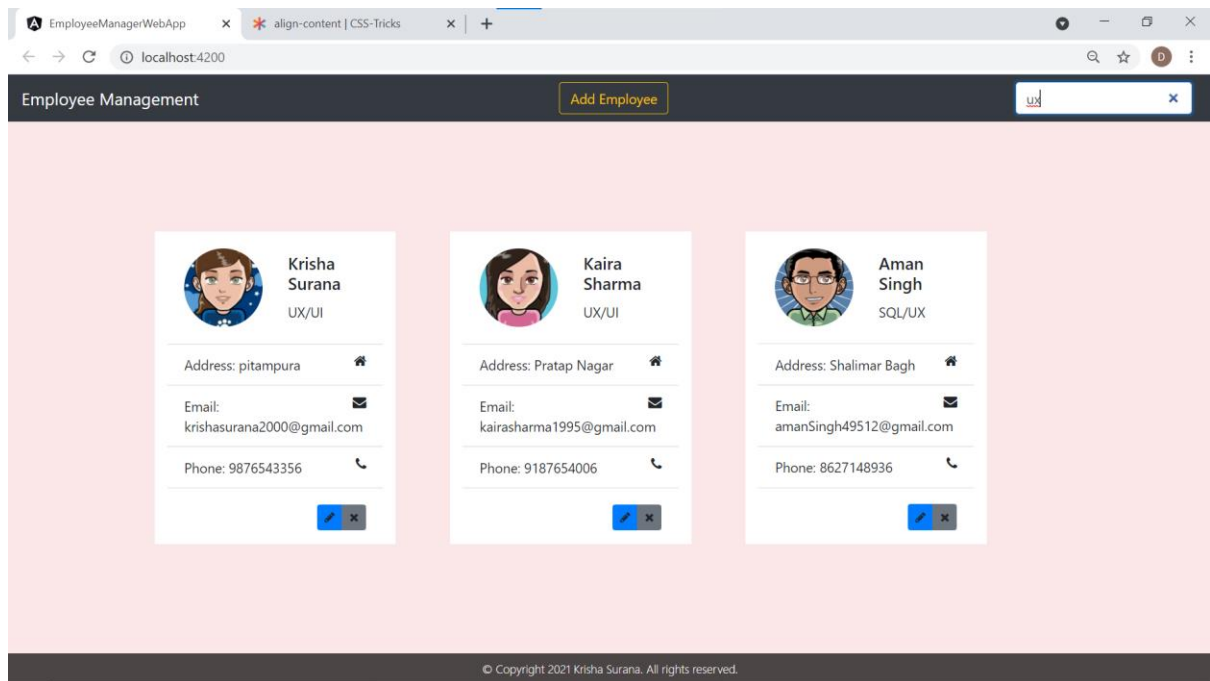 EmployeeManagerWebApp
align-content | CSS-Tricks
localhost:4200
D
Employee Management
Add Employee
ux
Krisha
Surana
UX/UI
Address: pitampura
Email:
krishasurana2000@gmail.com
Phone: 9876543356
Kaira
Sharma
UX/UI
Address: Pratap Nagar
Email:
kairasharma1995@gmail.com
Phone: 9187654006
Aman
Singh
SQL/UX
Address: Shalimar Bagh
Email:
amanSingh49512@gmail.com
Phone: 8627148936
© Copyright 2021 Krisha Surana. All rights reserved.